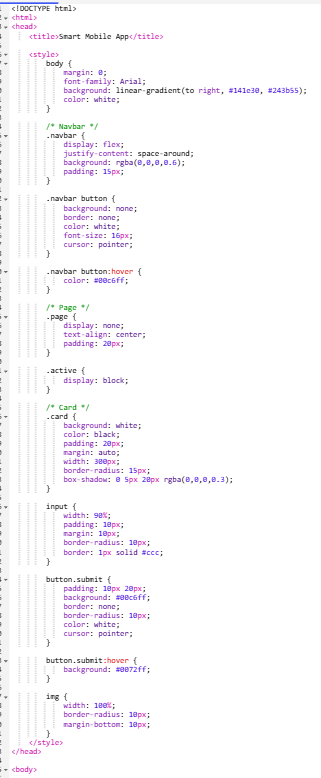 <!DOCTYPE html>
<html>
<head>
    <title>Smart Mobile App</title>

    <style>
        body {
            margin: 0;
            font-family: Arial;
            background: linear-gradient(to right, #141e30, #243b55);
            color: white;
        }

        /* Navbar */
        .navbar {
            display: flex;
            justify-content: space-around;
            background: rgba(0,0,0,0.6);
            padding: 15px;
        }

        .navbar button {
            background: none;
            border: none;
            color: white;
            font-size: 16px;
            cursor: pointer;
        }

        .navbar button:hover {
            color: #00c6ff;
        }

        /* Page */
        .page {
            display: none;
            text-align: center;
            padding: 20px;
        }

        .active {
            display: block;
        }

        /* Card */
        .card {
            background: white;
            color: black;
            padding: 20px;
            margin: auto;
            width: 300px;
            border-radius: 15px;
            box-shadow: 0 5px 20px rgba(0,0,0,0.3);
        }

        input {
            width: 90%;
            padding: 10px;
            margin: 10px;
            border-radius: 10px;
            border: 1px solid #ccc;
        }

        button.submit {
            padding: 10px 20px;
            background: #00c6ff;
            border: none;
            border-radius: 10px;
            color: white;
            cursor: pointer;
        }

        button.submit:hover {
            background: #0072ff;
        }

        img {
            width: 100%;
            border-radius: 10px;
            margin-bottom: 10px;
        }
    </style>
</head>

<body>